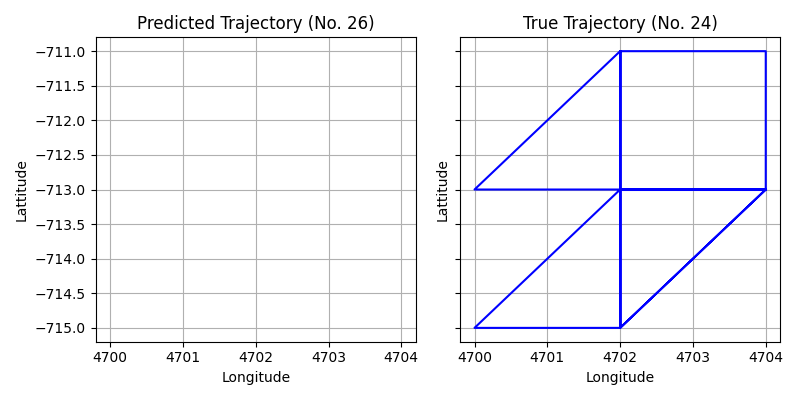 Predicted Trajectory (No. 26)
True Trajectory (No. 24)
−711.0
−711.5
−712.0
−712.5
−713.0
−713.5
−714.0
−714.5
−715.0
Lattitude
Lattitude
4700 4701 4702 4703 4704
4700 4701 4702 4703 4704
Longitude
Longitude